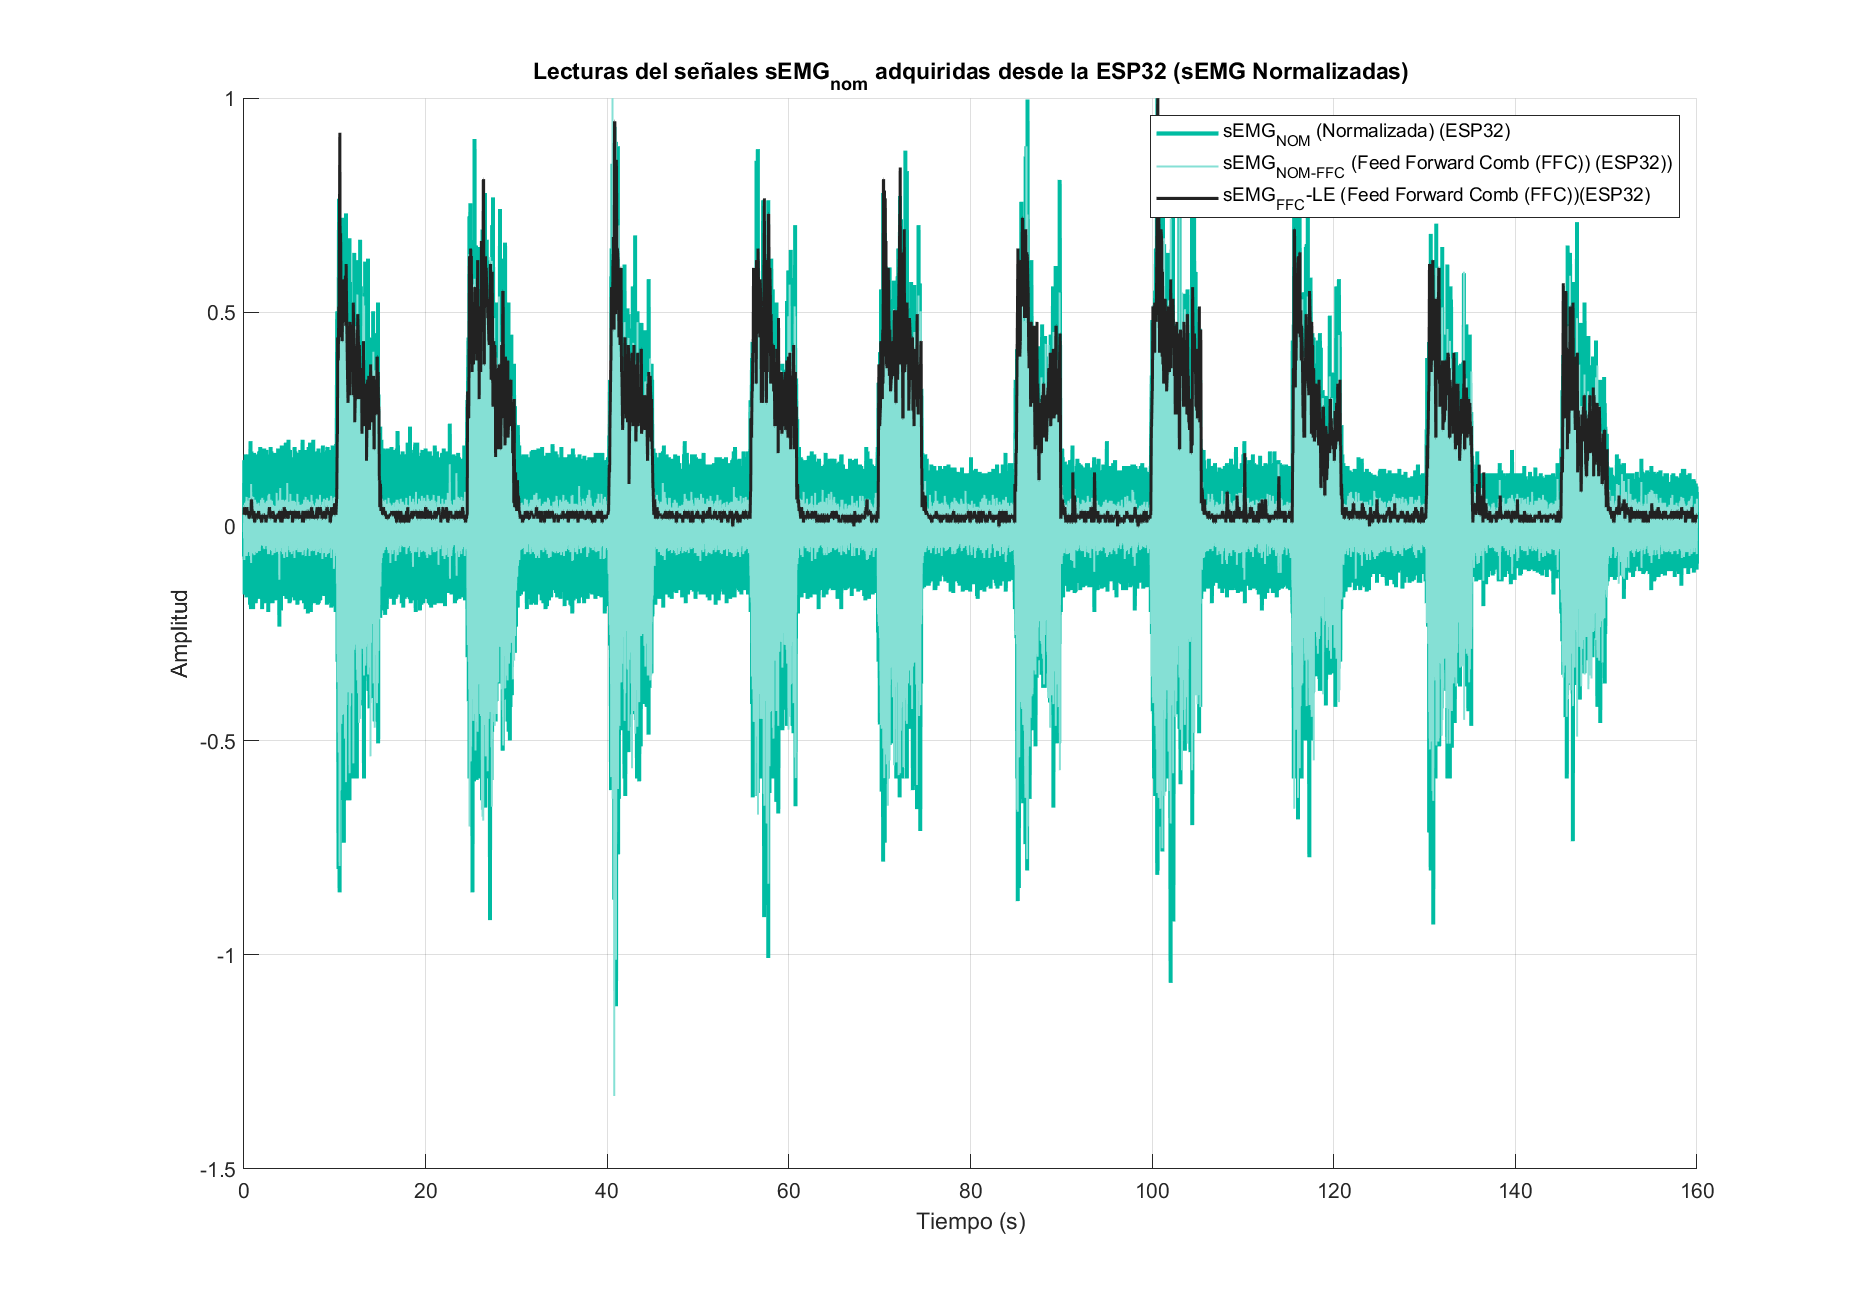 Lecturas del señales sEMGnom adquiridas desde la ESP32 (sEMG Normalizadas)
sEMGNOM (Normalizada) (ESP32)
sEMGNOM-FFC (Feed Forward Comb (FFC)) (ESP32))
sEMGFFC-LE (Feed Forward Comb (FFC))(ESP32)
1
0.5
0
-0.5
-1
-1.5
Amplitud
0 20 40 60 80 100 120 140 160
Tiempo (s)